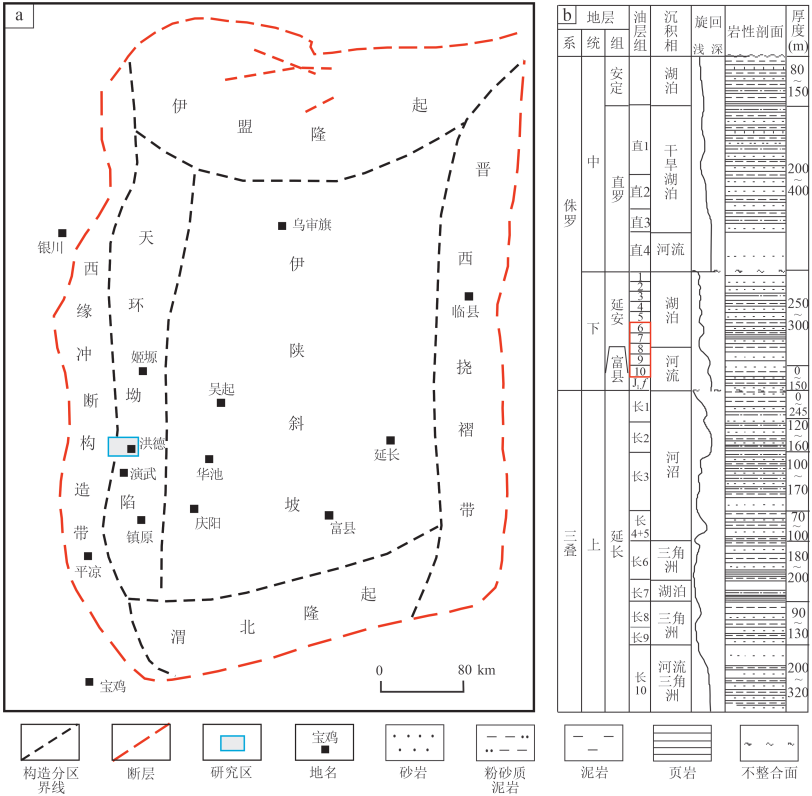 a
伊盟隆起
晋西挠褶带
天环坳陷
伊陕斜坡
西缘冲断构造带
渭北隆起
乌审旗
银川
临县
姬塬
吴起
洪德
延长
演武
华池
庆阳
富县
镇原
平凉
宝鸡
0 80 km
b
地层
系 统 组
油层组
沉积相
旋回
浅 深
岩性剖面
厚度(m)
侏罗
中
下
安定
直罗
延安
富县
直1
直2
直3
直4
1
2
3
4
5
6
7
8
9
10
湖泊
干旱湖泊
河流
湖泊
河流
80~150
200~400
250~300
0~150
三叠
上
延长
长1
长2
长3
长4+5
长6
长7
长8
长9
长10
河沼
三角洲
湖泊
三角洲
河流三角洲
0~245
120~160
100~170
70~100
180~200
90~130
200~320
构造分区界线
断层
研究区
宝鸡
地名
砂岩
粉砂质泥岩
泥岩
页岩
不整合面